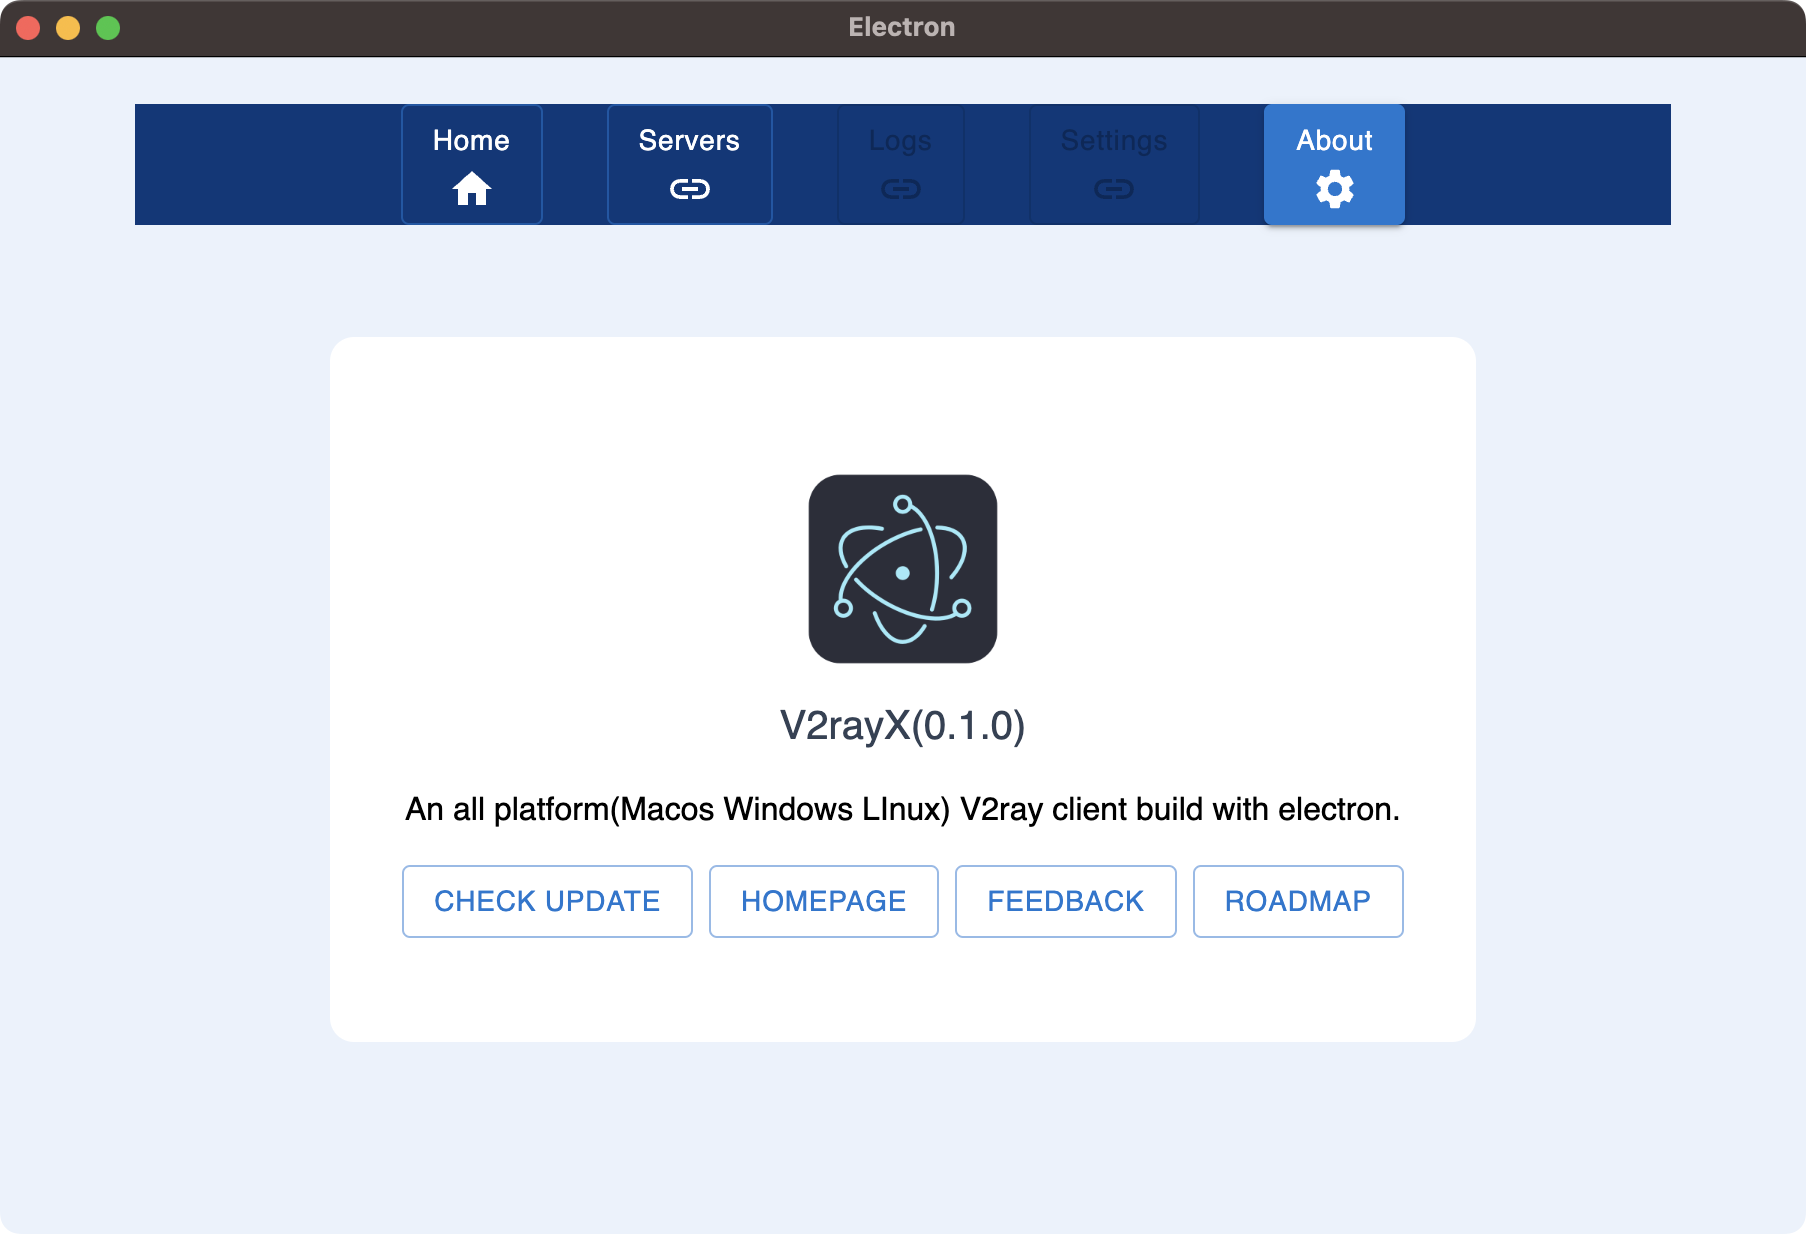 Electron
Home Servers Logs Settings About
V2rayX(0.1.0)
An all platform(Macos Windows LInux) V2ray client build with electron.
CHECK UPDATE HOMEPAGE FEEDBACK ROADMAP